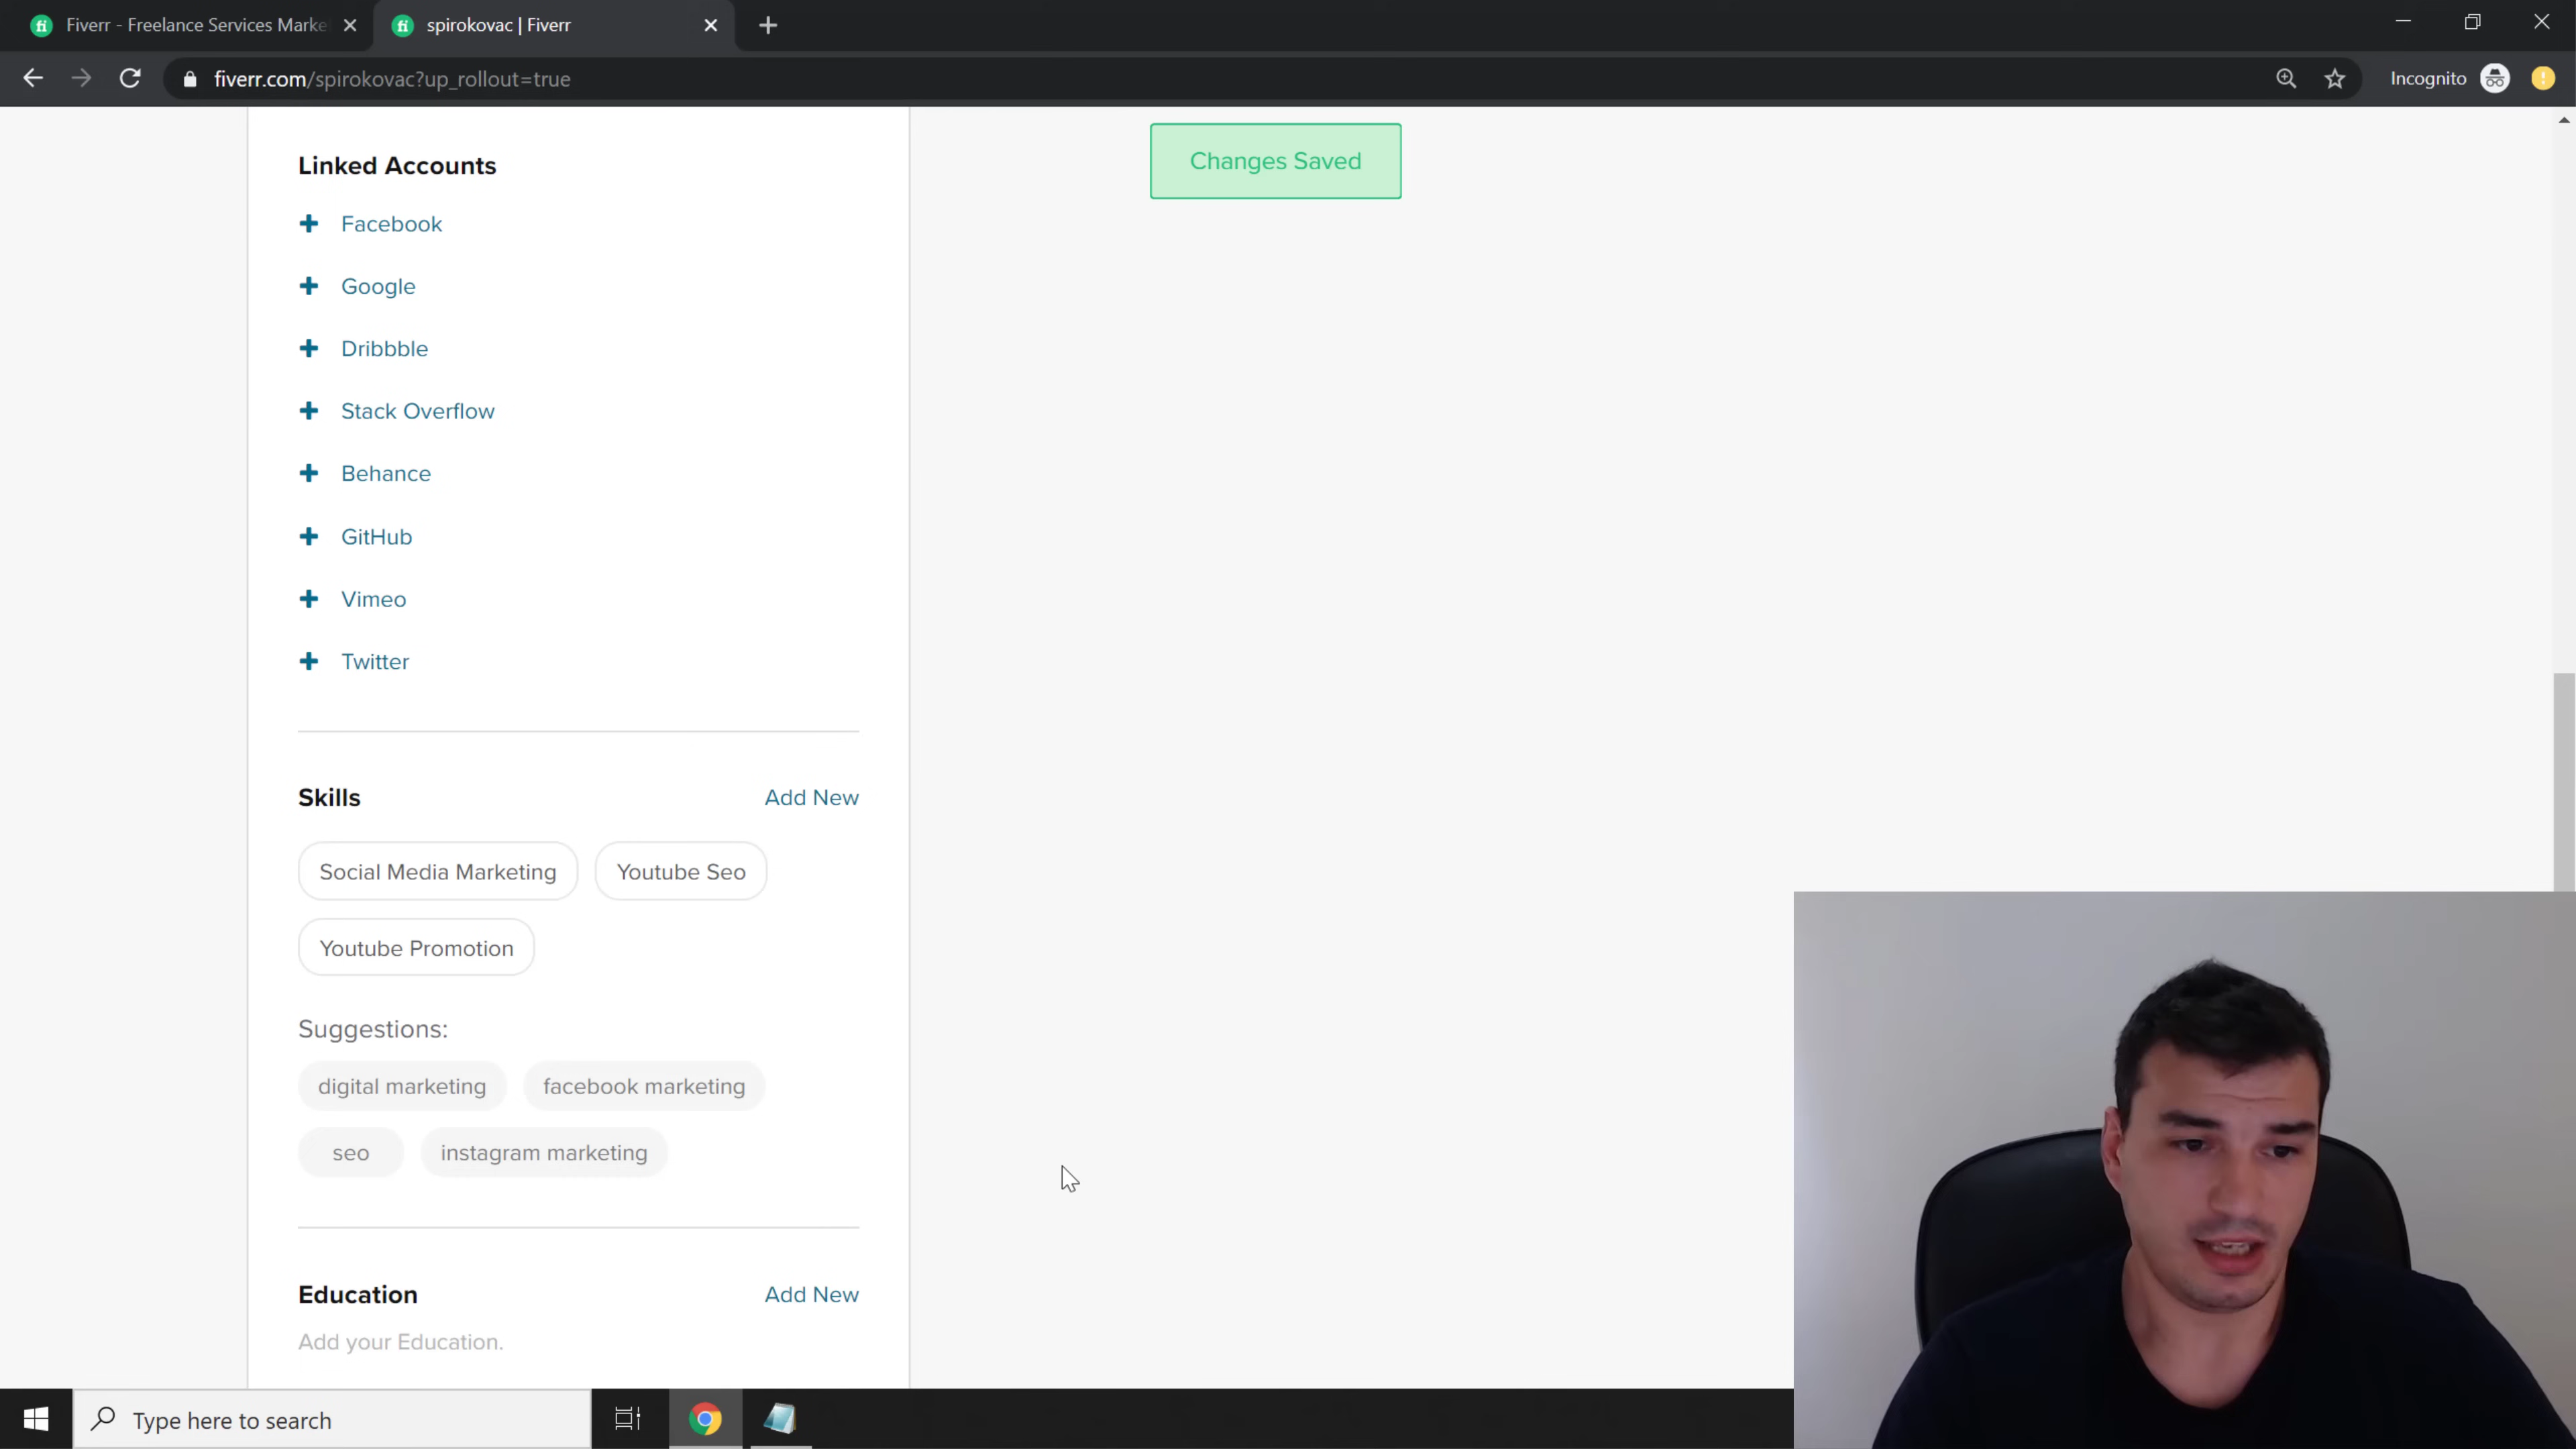 Fiverr - Freelance Services Marke
spirokovac | Fiverr
fiverr.com/spirokovac?up_rollout=true
Incognito
Linked Accounts
Changes Saved
Facebook
Google
Dribbble
Stack Overflow
Behance
GitHub
Vimeo
Twitter
Skills
Add New
Social Media Marketing
Youtube Seo
Youtube Promotion
Suggestions:
digital marketing
facebook marketing
seo
instagram marketing
Education
Add New
Add your Education.
Type here to search